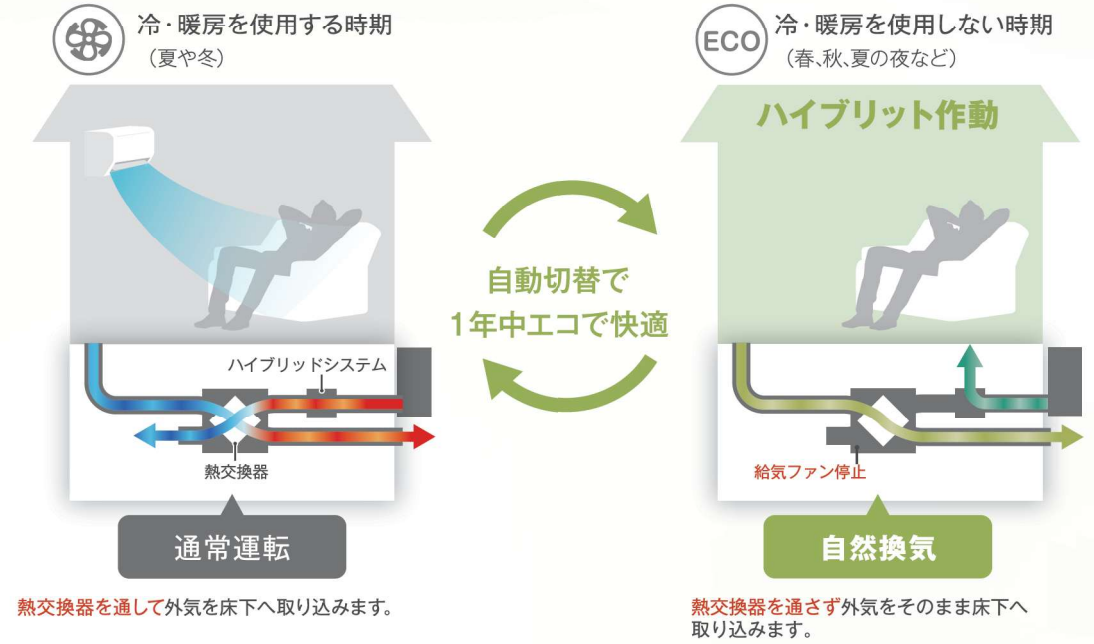 冷・暖房を使用する時期
（夏や冬）
ECO
冷・暖房を使用しない時期
（春、秋、夏の夜など）
ハイブリット作動
自動切替で
1年中エコで快適
ハイブリッドシステム
熱交換器
給気ファン停止
通常運転
自然換気
熱交換器を通して外気を床下へ取り込みます。
熱交換器を通さず外気をそのまま床下へ
取り込みます。